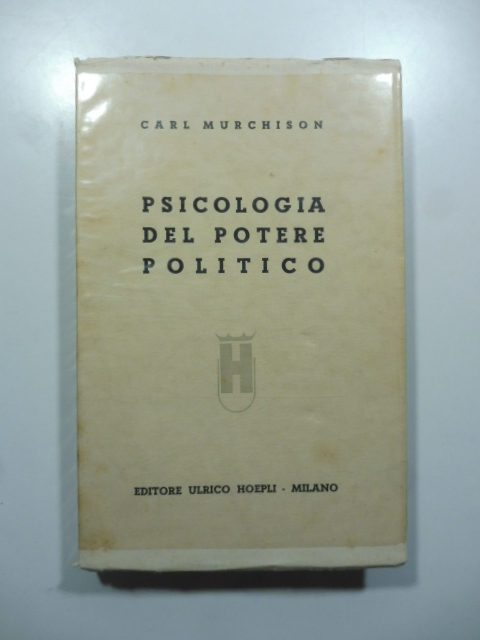 CARL MURCHISON
PSICOLOGIA
DEL POTERE
POLITICO
H
EDITORE ULRICO HOEPLI - MILANO